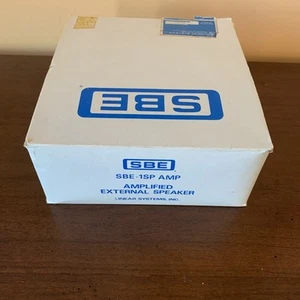 SBE
SBE
SBE-1SP AMP
AMPLIFIED
EXTERNAL SPEAKER
LINEAR SYSTEMS, INC.